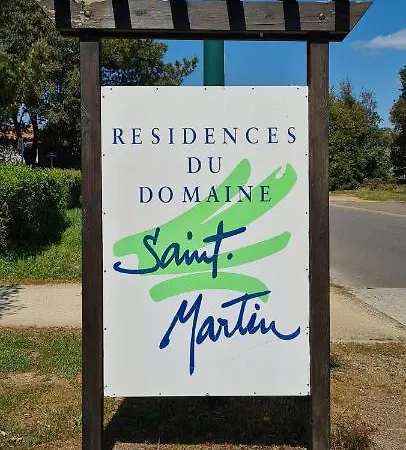 RESIDENCES
DU
DOMAINE
Saint.
Martin